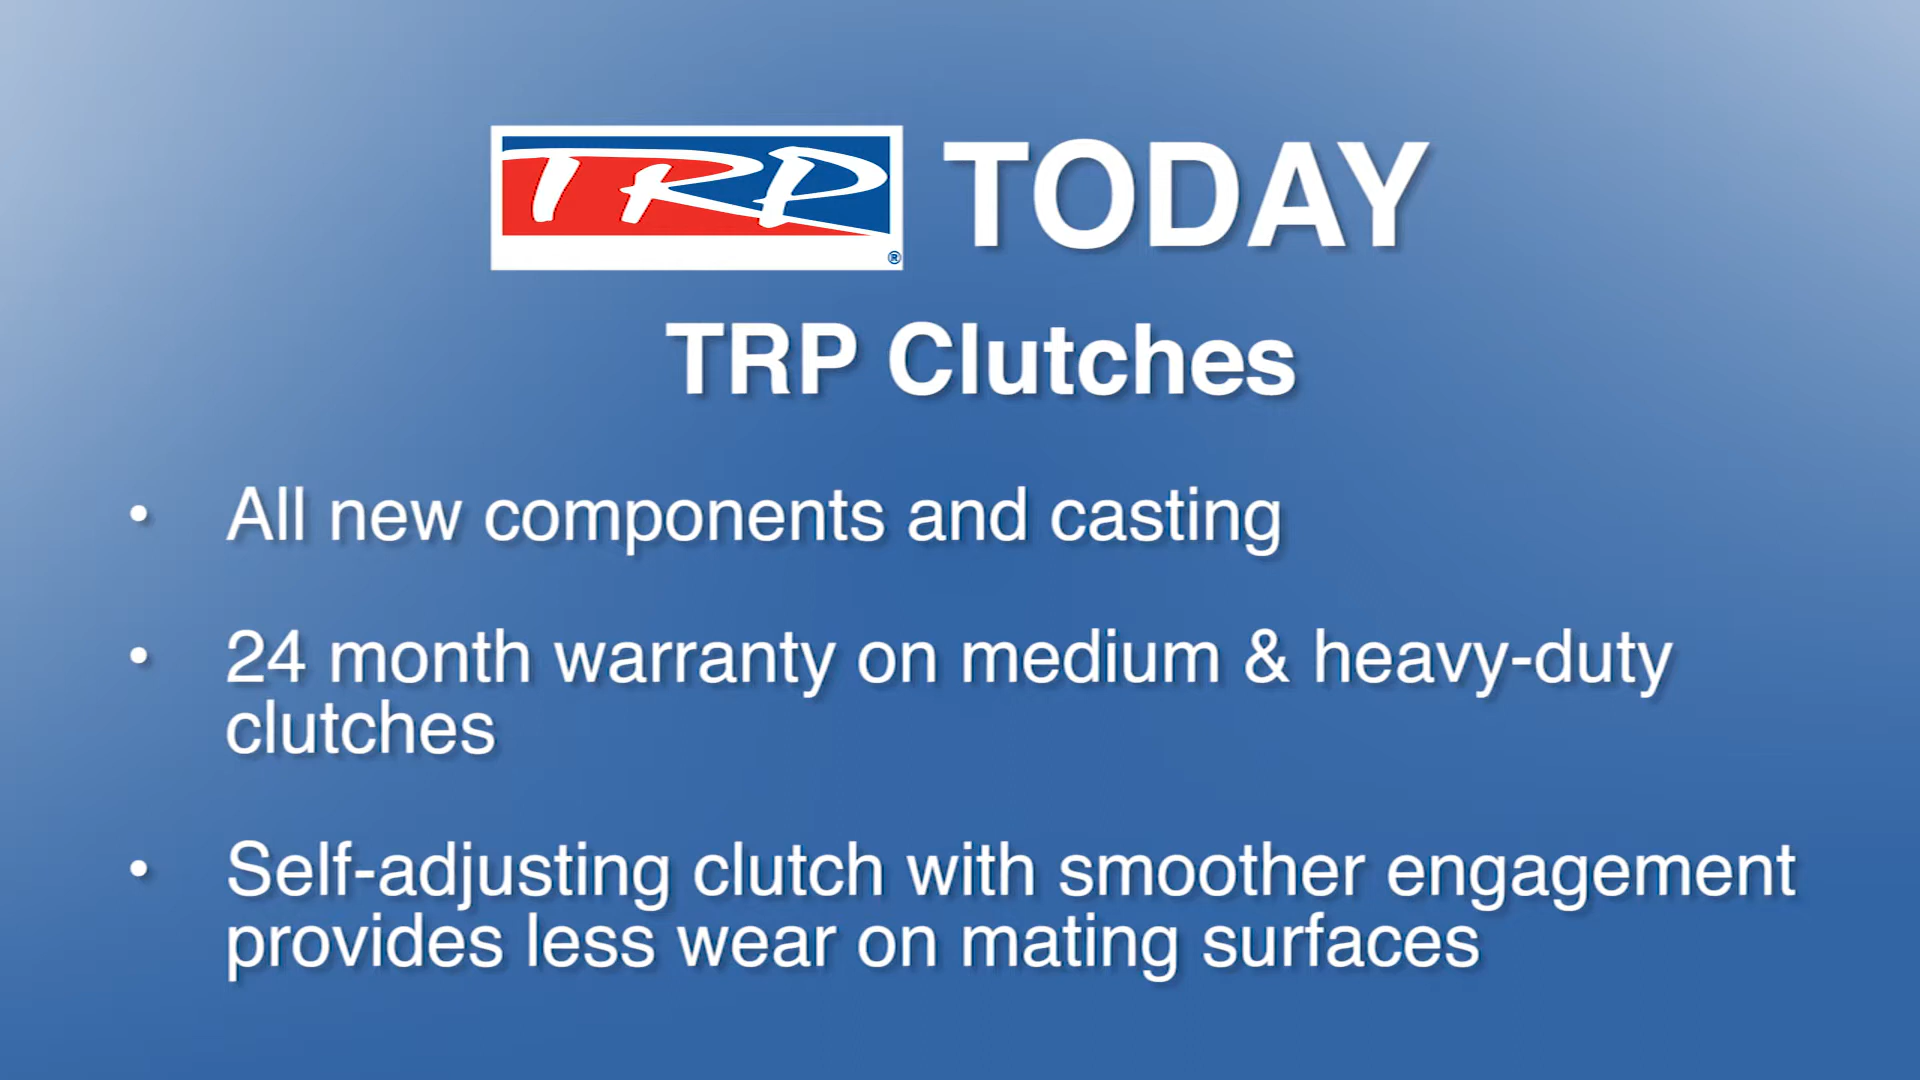 TRP ® TODAY
TRP Clutches
• All new components and casting
• 24 month warranty on medium & heavy-duty
clutches
• Self-adjusting clutch with smoother engagement
provides less wear on mating surfaces